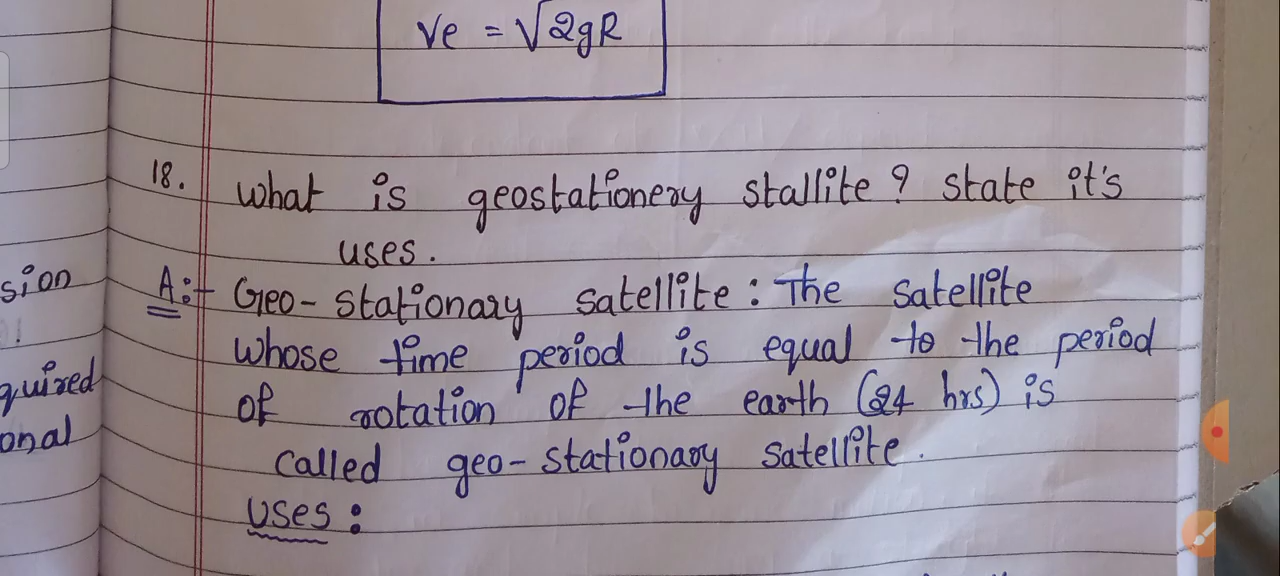 Ve = √2gR
18. What is geostationery stallite? state it's
uses.
A:- Geo-stationary satellite: The satellite
whose time period is equal to the period
of rotation of the earth (24 hrs) is
called geo-stationary satellite.
Uses:
sion
quired
onal